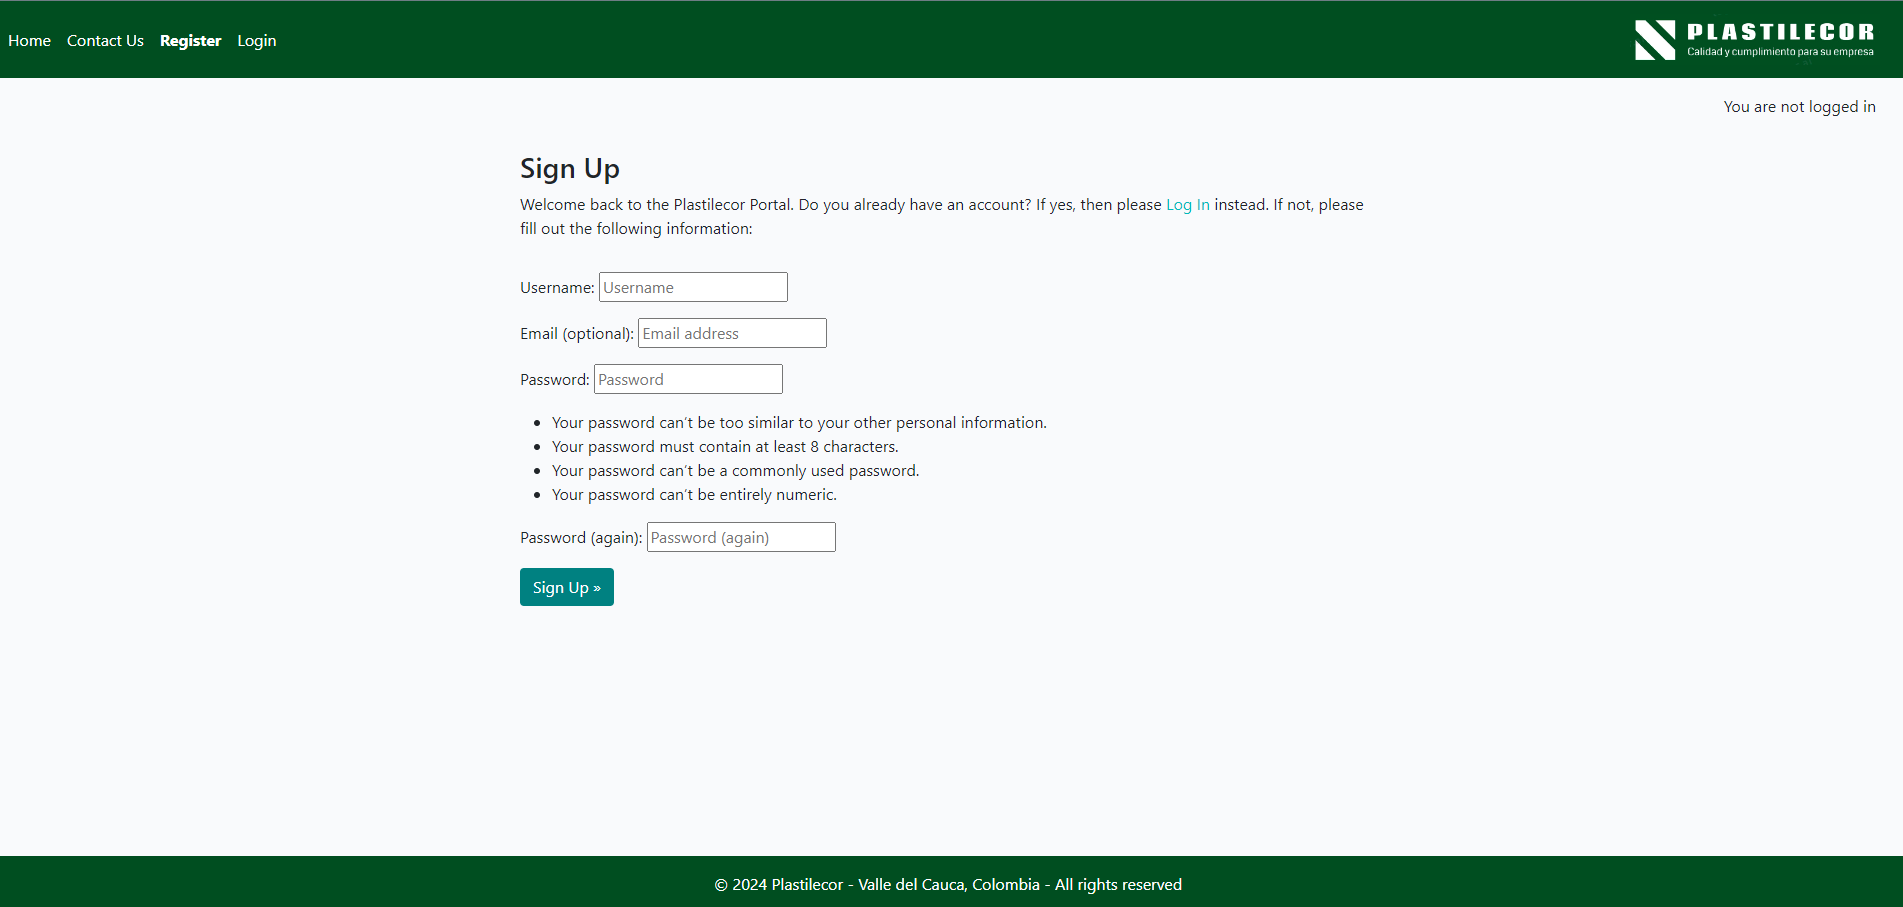 Home Contact Us Register Login
PLASTILECOR
Calidad y cumplimiento para su empresa
You are not logged in
Sign Up
Welcome back to the Plastilecor Portal. Do you already have an account? If yes, then please Log In instead. If not, please
fill out the following information:
Username: Username
Email (optional): Email address
Password: Password
• Your password can't be too similar to your other personal information.
• Your password must contain at least 8 characters.
• Your password can't be a commonly used password.
• Your password can't be entirely numeric.
Password (again): Password (again)
Sign Up »
© 2024 Plastilecor - Valle del Cauca, Colombia - All rights reserved